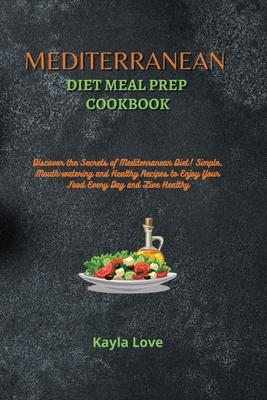 MEDITERRANEAN
DIET MEAL PREP
COOKBOOK
Discover the Secrets of Mediterranean Diet! Simple,
Mouth-watering and Healthy Recipes to Enjoy Your
Food Every Day and Live Healthy
Kayla Love